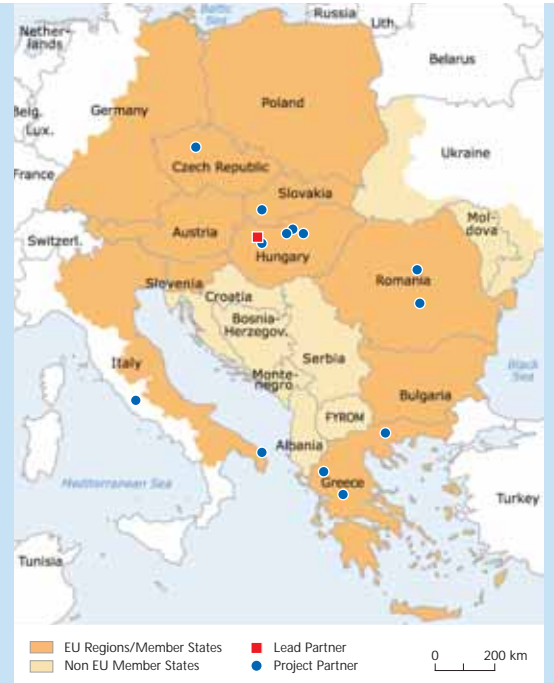 Baltic
Sea
Russia
Lith.
Nether-
lands
Belarus
Germany
Poland
Belg.
Lux.
Ukraine
Czech Republic
France
Slovakia
Mol-
dova
Switzerl.
Austria
Hungary
Romania
Slovenia
Croatia
Bosnia-
Herzegov.
Serbia
Italy
Monte-
negro
Black
Sea
Bulgaria
FYROM
Albania
Mediterranean Sea
Greece
Turkey
Tunisia
EU Regions/Member States
Lead Partner
Non EU Member States
Project Partner
0 200 km